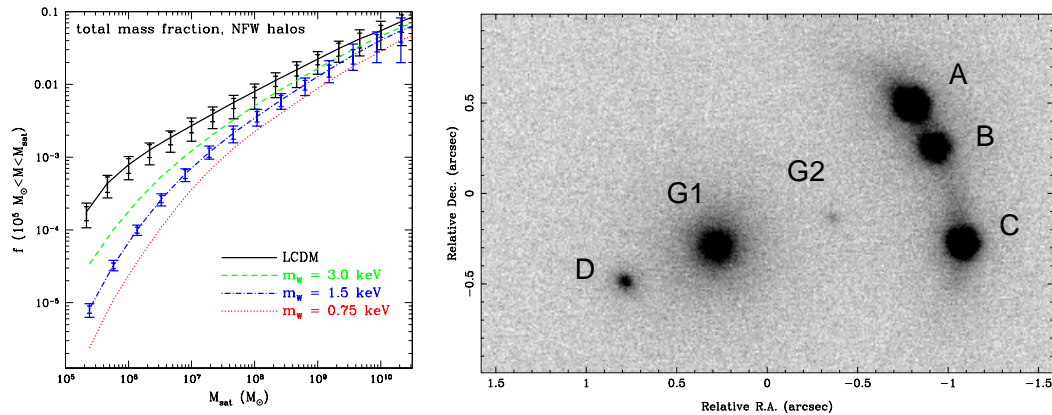 total mass fraction, NFW halos
f (10⁵ M⊙<M<Mₛₐₜ)
0.1
0.01
10⁻³
10⁻⁴
10⁻⁵
LCDM
m_W = 3.0 keV
m_W = 1.5 keV
m_W = 0.75 keV
10⁵ 10⁶ 10⁷ 10⁸ 10⁹ 10¹⁰
Mₛₐₜ (M⊙)
Relative Dec. (arcsec)
0.5
0
−0.5
A
B
C
D
G1
G2
1.5 1 0.5 0 −0.5 −1 −1.5
Relative R.A. (arcsec)